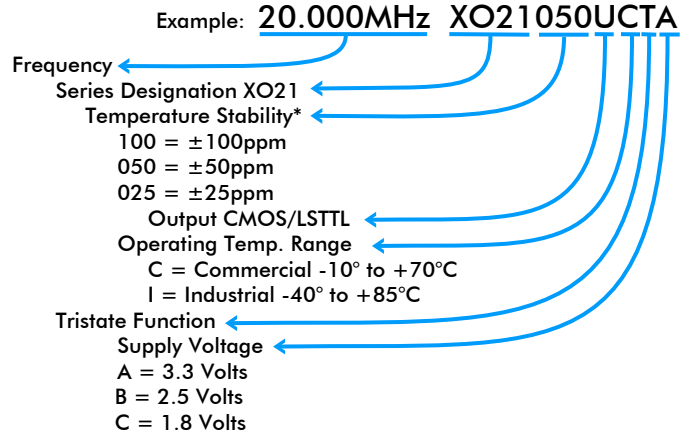 Example: 20.000MHz XO21050UCTA
Frequency
Series Designation XO21
Temperature Stability*
100 = ±100ppm
050 = ±50ppm
025 = ±25ppm
Output CMOS/LSTTL
Operating Temp. Range
C = Commercial -10° to +70°C
I = Industrial -40° to +85°C
Tristate Function
Supply Voltage
A = 3.3 Volts
B = 2.5 Volts
C = 1.8 Volts